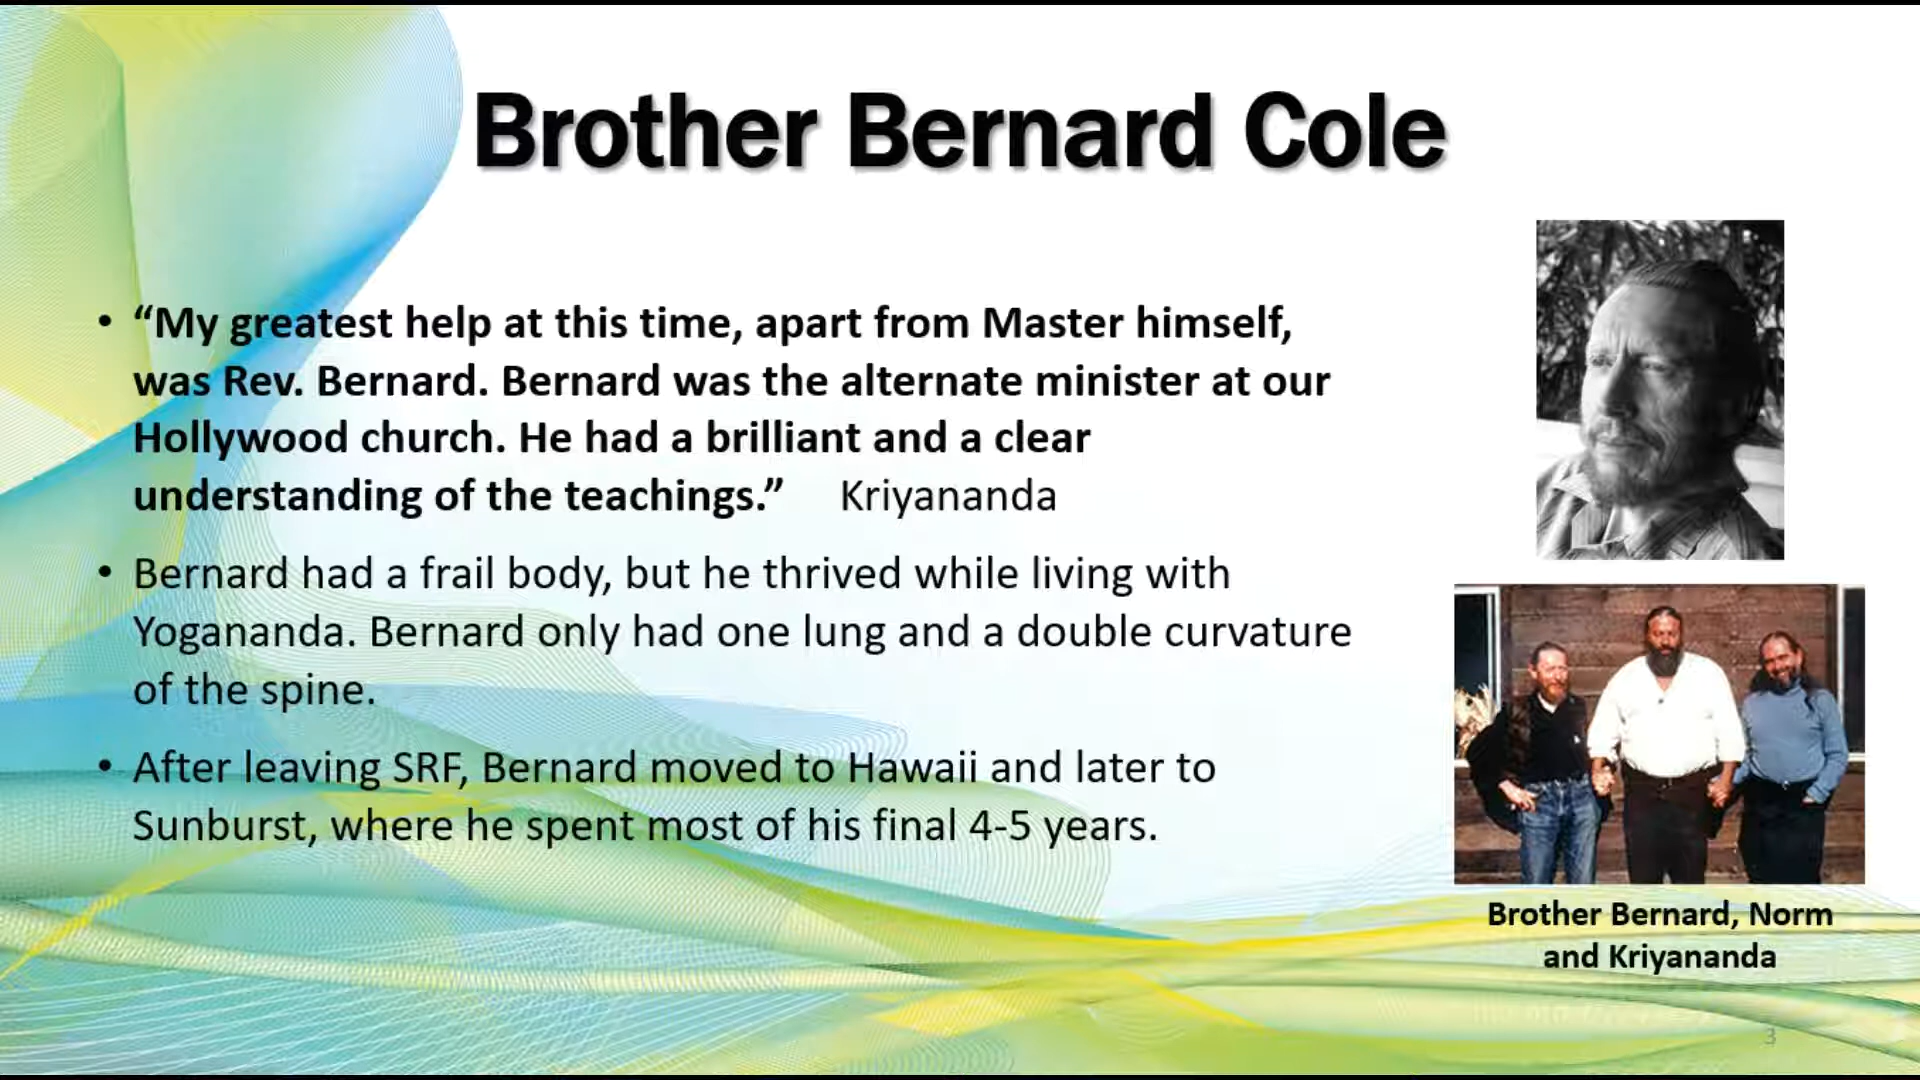 Brother Bernard Cole
• “My greatest help at this time, apart from Master himself,
was Rev. Bernard. Bernard was the alternate minister at our
Hollywood church. He had a brilliant and a clear
understanding of the teachings.” Kriyananda
• Bernard had a frail body, but he thrived while living with
Yogananda. Bernard only had one lung and a double curvature
of the spine.
• After leaving SRF, Bernard moved to Hawaii and later to
Sunburst, where he spent most of his final 4-5 years.
Brother Bernard, Norm
and Kriyananda
3